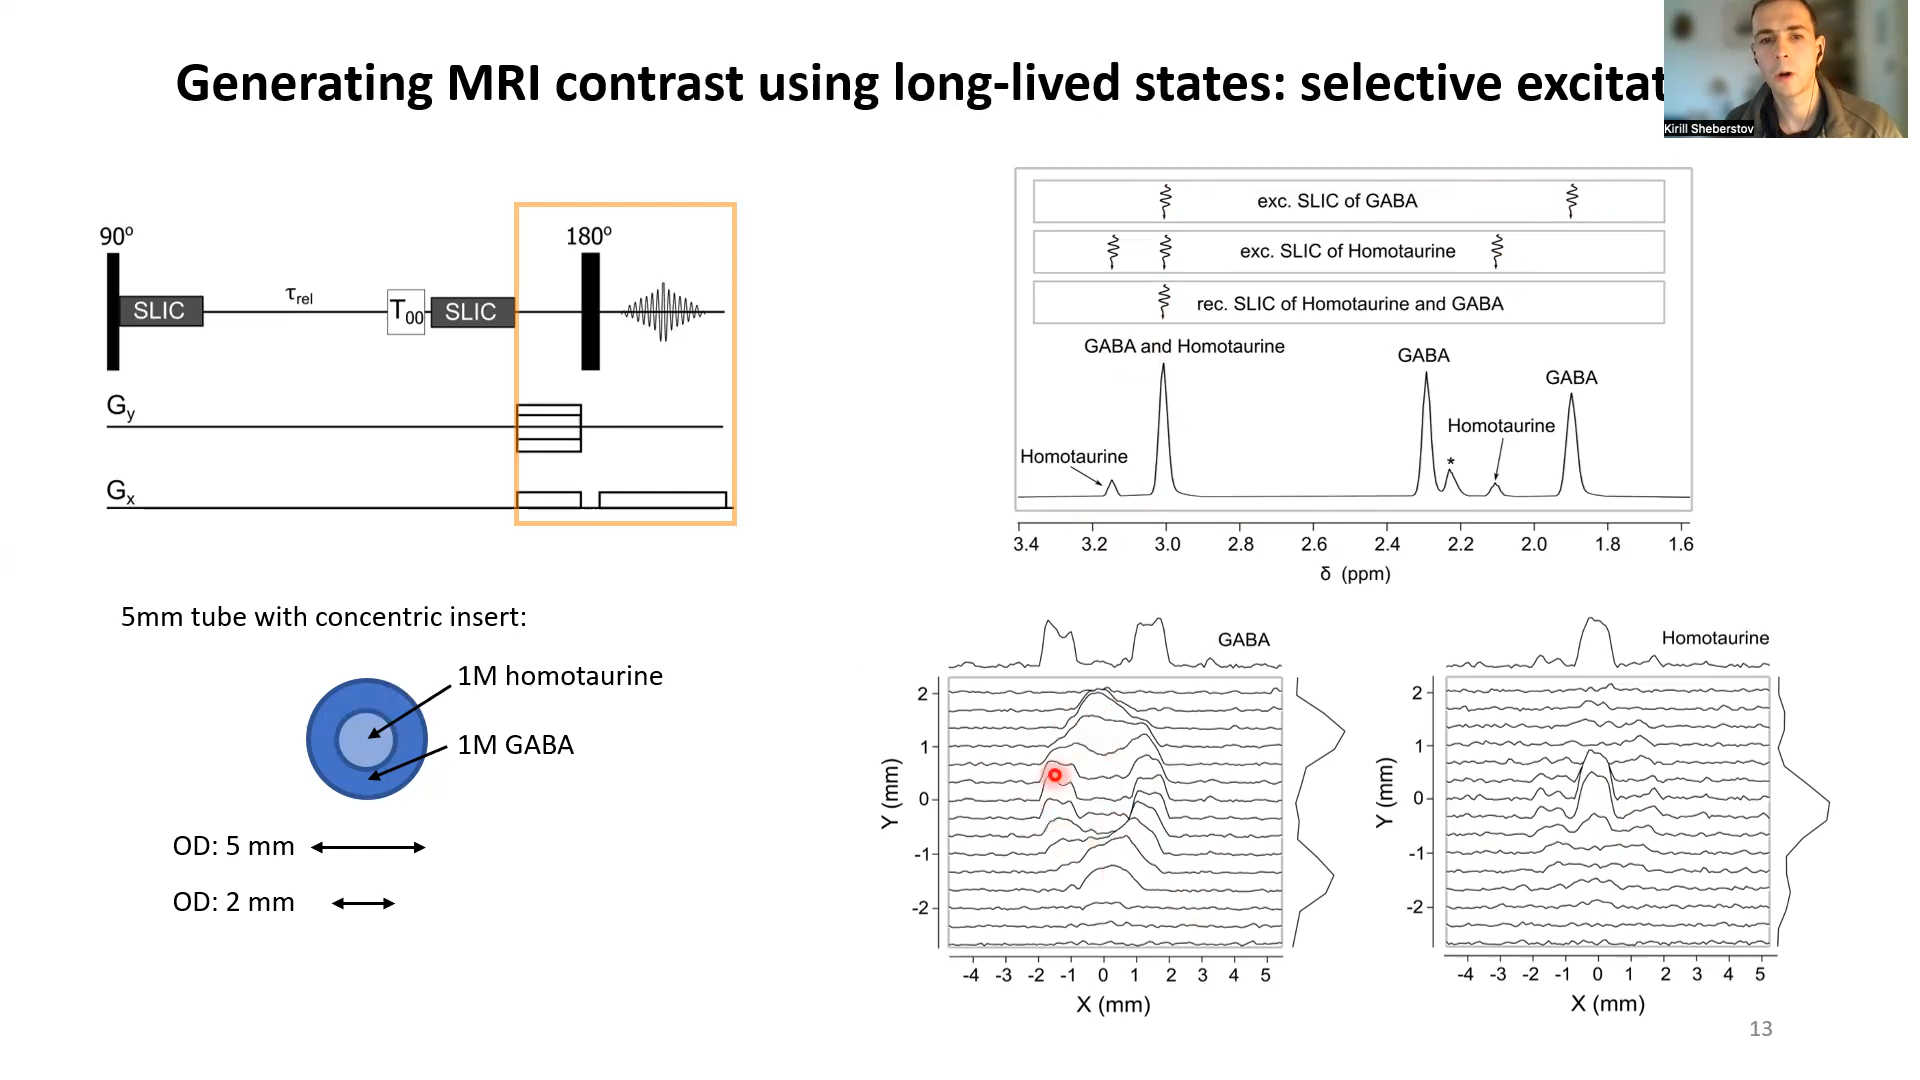 Generating MRI contrast using long-lived states: selective excitat
Kirill Sheberstov
90º
180º
SLIC
τrel
T00
SLIC
Gy
Gx
exc. SLIC of GABA
exc. SLIC of Homotaurine
rec. SLIC of Homotaurine and GABA
GABA and Homotaurine
GABA
GABA
Homotaurine
Homotaurine
*
3.4 3.2 3.0 2.8 2.6 2.4 2.2 2.0 1.8 1.6
δ (ppm)
5mm tube with concentric insert:
1M homotaurine
1M GABA
OD: 5 mm
OD: 2 mm
GABA
2
1
0
-1
-2
Y (mm)
-4 -3 -2 -1 0 1 2 3 4 5
X (mm)
Homotaurine
2
1
0
-1
-2
Y (mm)
-4 -3 -2 -1 0 1 2 3 4 5
X (mm)
13